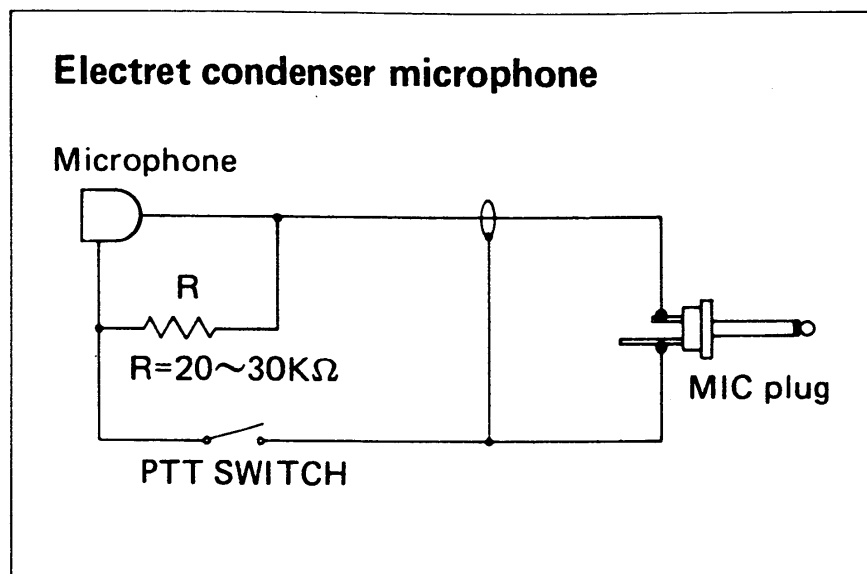 Electret condenser microphone
Microphone
R
R=20～30KΩ
MIC plug
PTT SWITCH